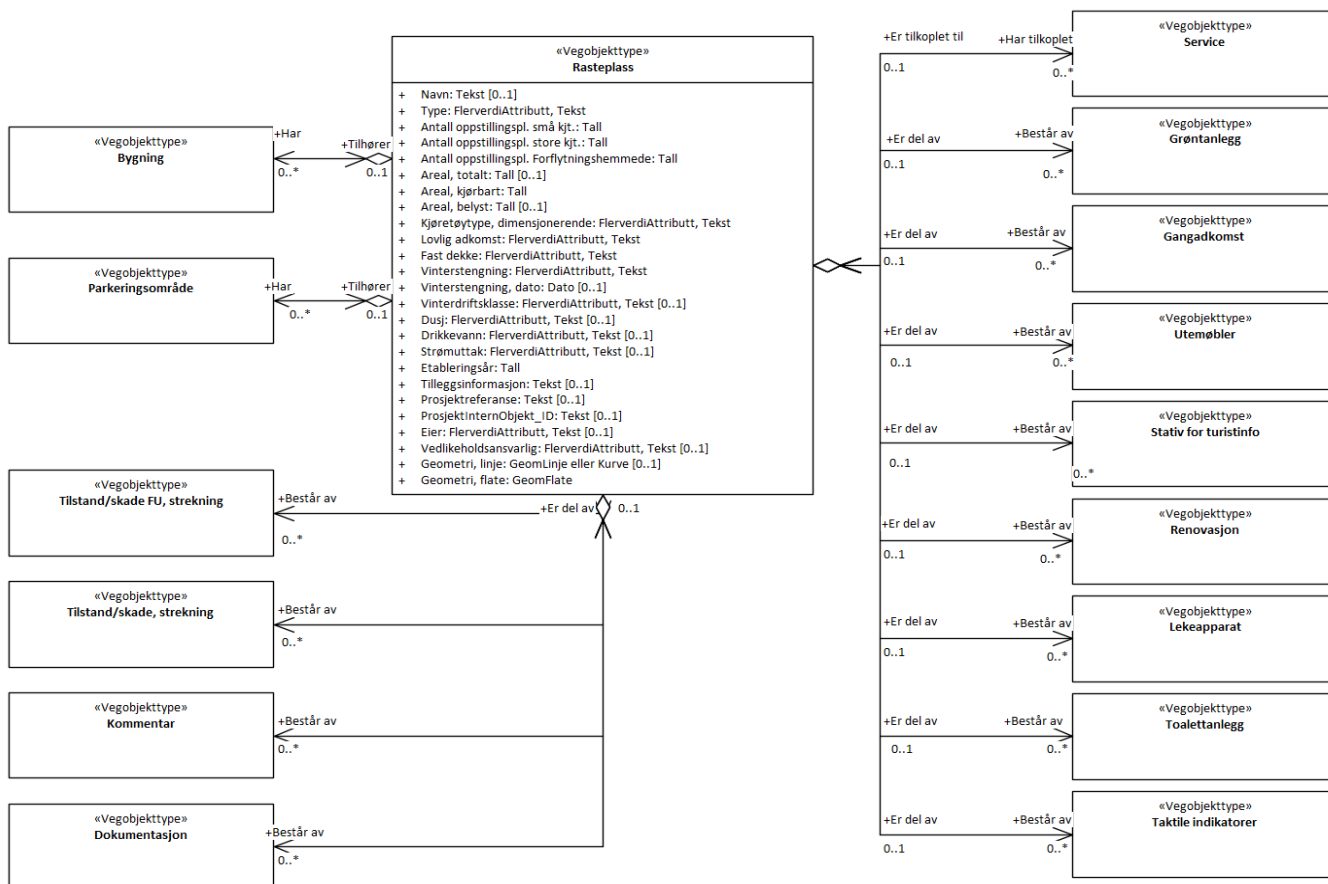 «Vegobjekttype»
Rasteplass
+ Navn: Tekst [0..1]
+ Type: FlerverdiAttributt, Tekst
+ Antall oppstillingspl. små kjt.: Tall
+ Antall oppstillingspl. store kjt.: Tall
+ Antall oppstillingspl. Forflytningshemmede: Tall
+ Areal, totalt: Tall [0..1]
+ Areal, kjørbart: Tall
+ Areal, belyst: Tall [0..1]
+ Kjøretøytype, dimensjonerende: FlerverdiAttributt, Tekst
+ Lovlig adkomst: FlerverdiAttributt, Tekst
+ Fast dekke: FlerverdiAttributt, Tekst
+ Vinterstengning: FlerverdiAttributt, Tekst
+ Vinterstengning, dato: Dato [0..1]
+ Vinterdriftsklasse: FlerverdiAttributt, Tekst [0..1]
+ Dusj: FlerverdiAttributt, Tekst [0..1]
+ Drikkevann: FlerverdiAttributt, Tekst [0..1]
+ Strømuttak: FlerverdiAttributt, Tekst [0..1]
+ Etableringsår: Tall
+ Tilleggsinformasjon: Tekst [0..1]
+ Prosjektreferanse: Tekst [0..1]
+ ProsjektInternObjekt_ID: Tekst [0..1]
+ Eier: FlerverdiAttributt, Tekst [0..1]
+ Vedlikeholdsansvarlig: FlerverdiAttributt, Tekst [0..1]
+ Geometri, linje: GeomLinje eller Kurve [0..1]
+ Geometri, flate: GeomFlate
«Vegobjekttype»
Bygning
+Har
0..*
+Tilhører
0..1
«Vegobjekttype»
Parkeringsområde
+Har
0..*
+Tilhører
0..1
«Vegobjekttype»
Tilstand/skade FU, strekning
+Består av
0..*
+Er del av
0..1
«Vegobjekttype»
Tilstand/skade, strekning
+Består av
0..*
«Vegobjekttype»
Kommentar
+Består av
0..*
«Vegobjekttype»
Dokumentasjon
+Består av
0..*
+Er tilkoplet til
0..1
+Har tilkoplet
0..*
«Vegobjekttype»
Service
+Er del av
0..1
+Består av
0..*
«Vegobjekttype»
Grøntanlegg
+Er del av
0..1
+Består av
0..*
«Vegobjekttype»
Gangadkomst
+Er del av
0..1
+Består av
0..*
«Vegobjekttype»
Utemøbler
+Er del av
0..1
+Består av
0..*
«Vegobjekttype»
Stativ for turistinfo
+Er del av
0..1
+Består av
0..*
«Vegobjekttype»
Renovasjon
+Er del av
0..1
+Består av
0..*
«Vegobjekttype»
Lekeapparat
+Er del av
0..1
+Består av
0..*
«Vegobjekttype»
Toalettanlegg
+Er del av
0..1
+Består av
0..*
«Vegobjekttype»
Taktile indikatorer